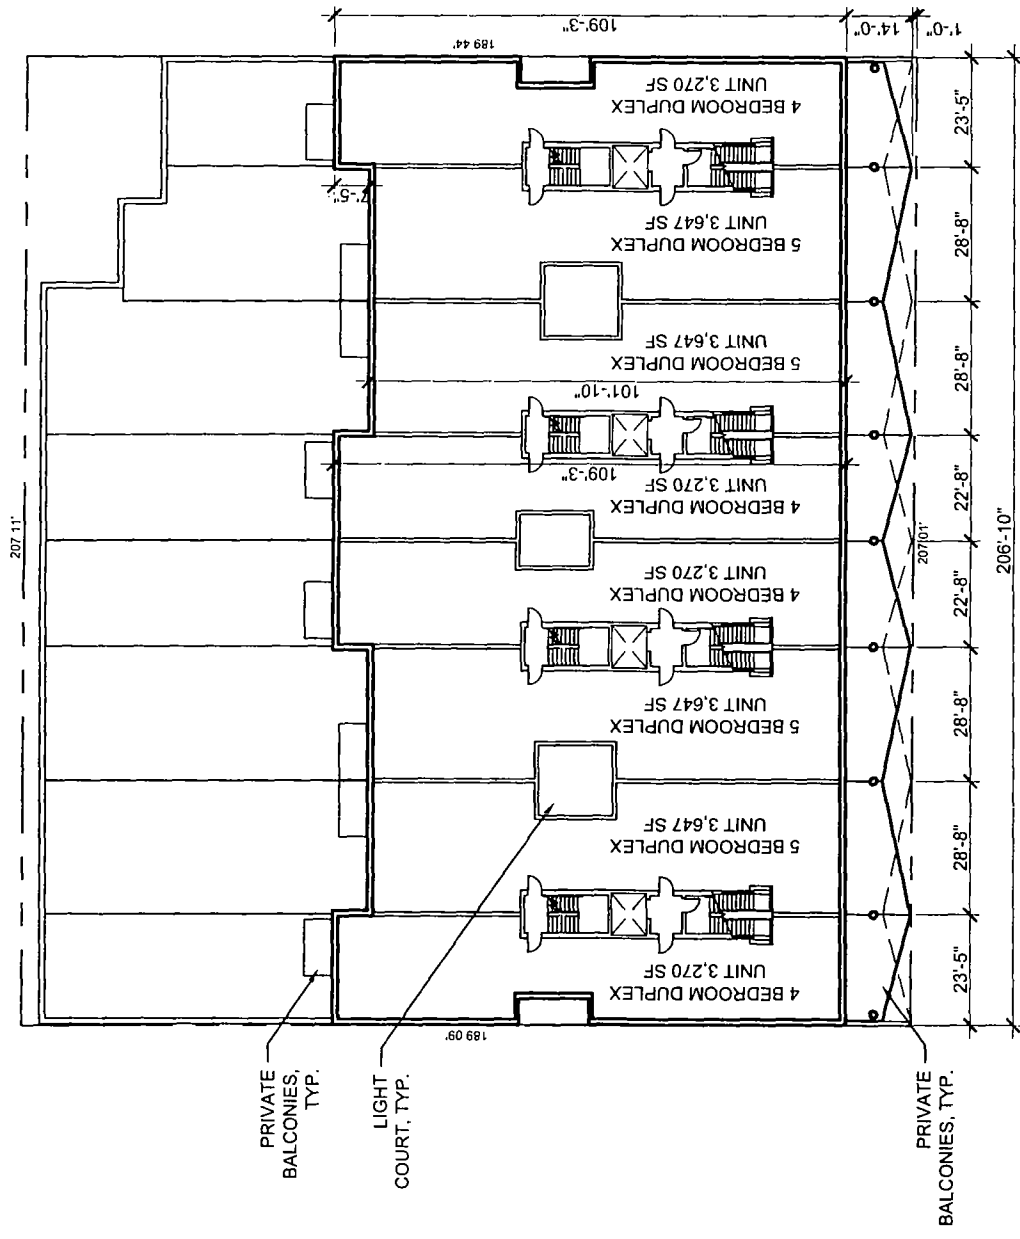 109'-3"
14'-0"
1'-0"
189 44'
4 BEDROOM DUPLEX
UNIT 3,270 SF
23'-5"
7'-5"
5 BEDROOM DUPLEX
UNIT 3,647 SF
28'-8"
5 BEDROOM DUPLEX
UNIT 3,647 SF
28'-8"
101'-10"
109'-3"
4 BEDROOM DUPLEX
UNIT 3,270 SF
22'-8"
207 11'
207 01'
206'-10"
4 BEDROOM DUPLEX
UNIT 3,270 SF
22'-8"
5 BEDROOM DUPLEX
UNIT 3,647 SF
28'-8"
5 BEDROOM DUPLEX
UNIT 3,647 SF
28'-8"
4 BEDROOM DUPLEX
UNIT 3,270 SF
23'-5"
189 09'
PRIVATE
BALCONIES,
TYP.
LIGHT
COURT, TYP.
PRIVATE
BALCONIES, TYP.